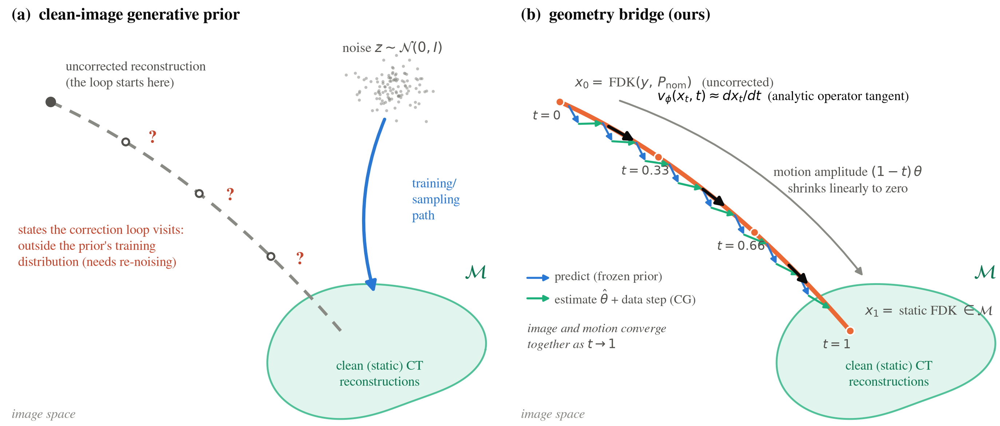 (a) clean-image generative prior
noise z ∼ 𝒩(0, I)
uncorrected reconstruction
(the loop starts here)
?
?
?
training/
sampling
path
states the correction loop visits:
outside the prior's training
distribution (needs re-noising)
ℳ
clean (static) CT
reconstructions
image space
(b) geometry bridge (ours)
x₀ = FDK(y, P_nom) (uncorrected)
v_ϕ(x_t, t) ≈ dx_t/dt (analytic operator tangent)
t = 0
t = 0.33
motion amplitude (1 − t) θ
shrinks linearly to zero
t = 0.66
ℳ
predict (frozen prior)
estimate θ̂ + data step (CG)
x₁ = static FDK ∈ ℳ
image and motion converge
together as t → 1
t = 1
clean (static) CT
reconstructions
image space